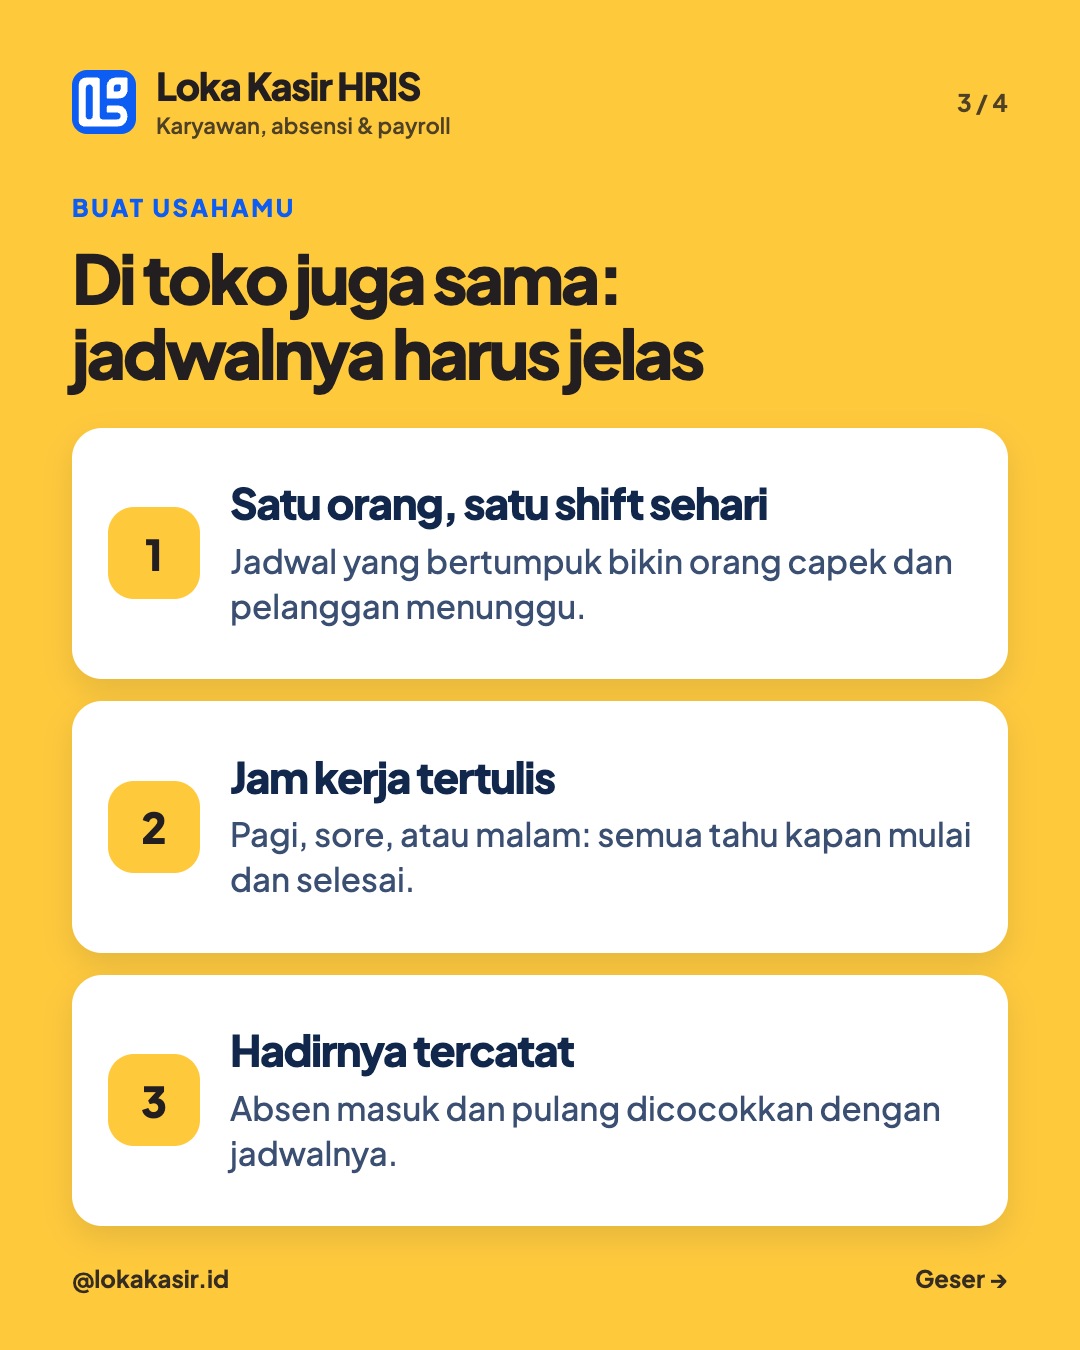 Loka Kasir HRIS
Karyawan, absensi & payroll
3 / 4
BUAT USAHAMU
Di toko juga sama:
jadwalnya harus jelas
1
Satu orang, satu shift sehari
Jadwal yang bertumpuk bikin orang capek dan
pelanggan menunggu.
2
Jam kerja tertulis
Pagi, sore, atau malam: semua tahu kapan mulai
dan selesai.
3
Hadirnya tercatat
Absen masuk dan pulang dicocokkan dengan
jadwalnya.
@lokakasir.id
Geser →